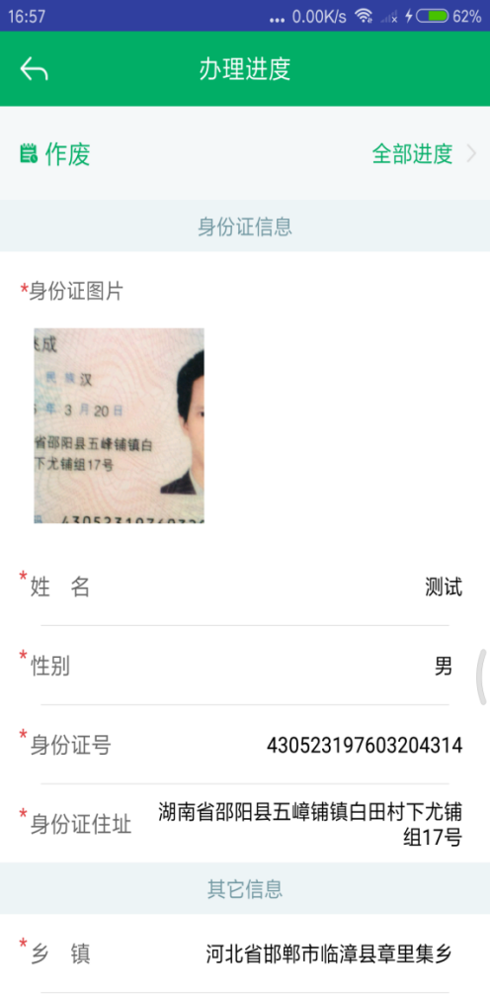 16:57
... 0.00K/s 62%
办理进度
作废 全部进度
身份证信息
*身份证图片
成
民族汉
年3月20日
省邵阳县五峰铺镇白
下尤铺组17号
*姓 名 测试
*性别 男
*身份证号 430523197603204314
*身份证住址 湖南省邵阳县五嶂铺镇白田村下尤铺
组17号
其它信息
*乡 镇 河北省邯郸市临漳县章里集乡